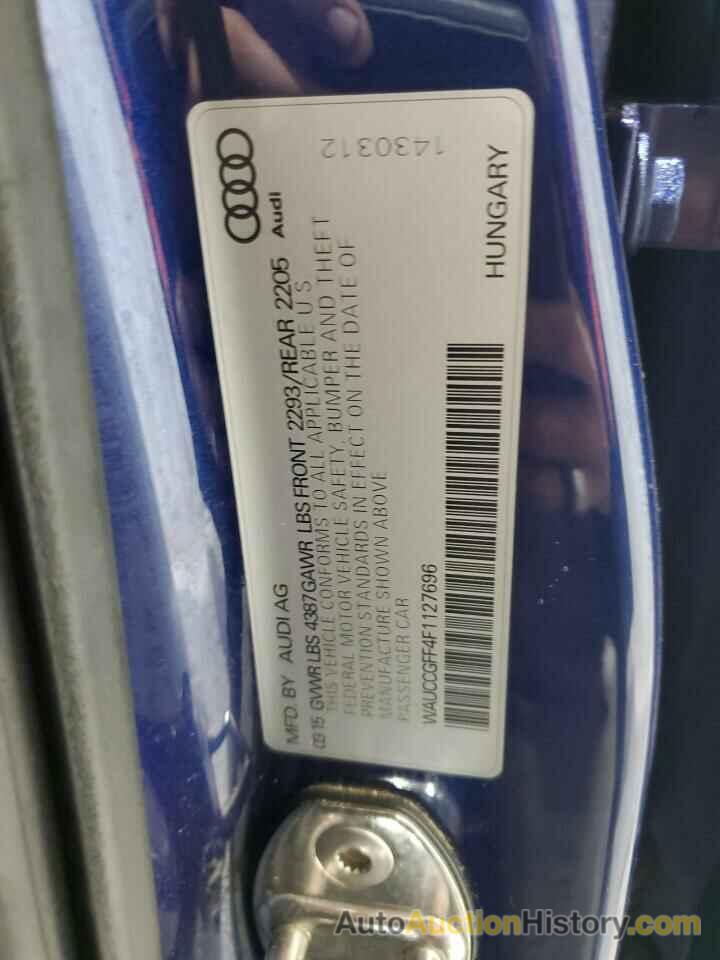 Audi
1430312
MFD. BY AUDI AG
03 15 GVWR LBS 4387 GAWR LBS FRONT 2293/REAR 2205
THIS VEHICLE CONFORMS TO ALL APPLICABLE U S
FEDERAL MOTOR VEHICLE SAFETY, BUMPER AND THEFT
PREVENTION STANDARDS IN EFFECT ON THE DATE OF
MANUFACTURE SHOWN ABOVE
PASSENGER CAR
WAUCCGFF4F1127696
HUNGARY
AutoAuctionHistory.com